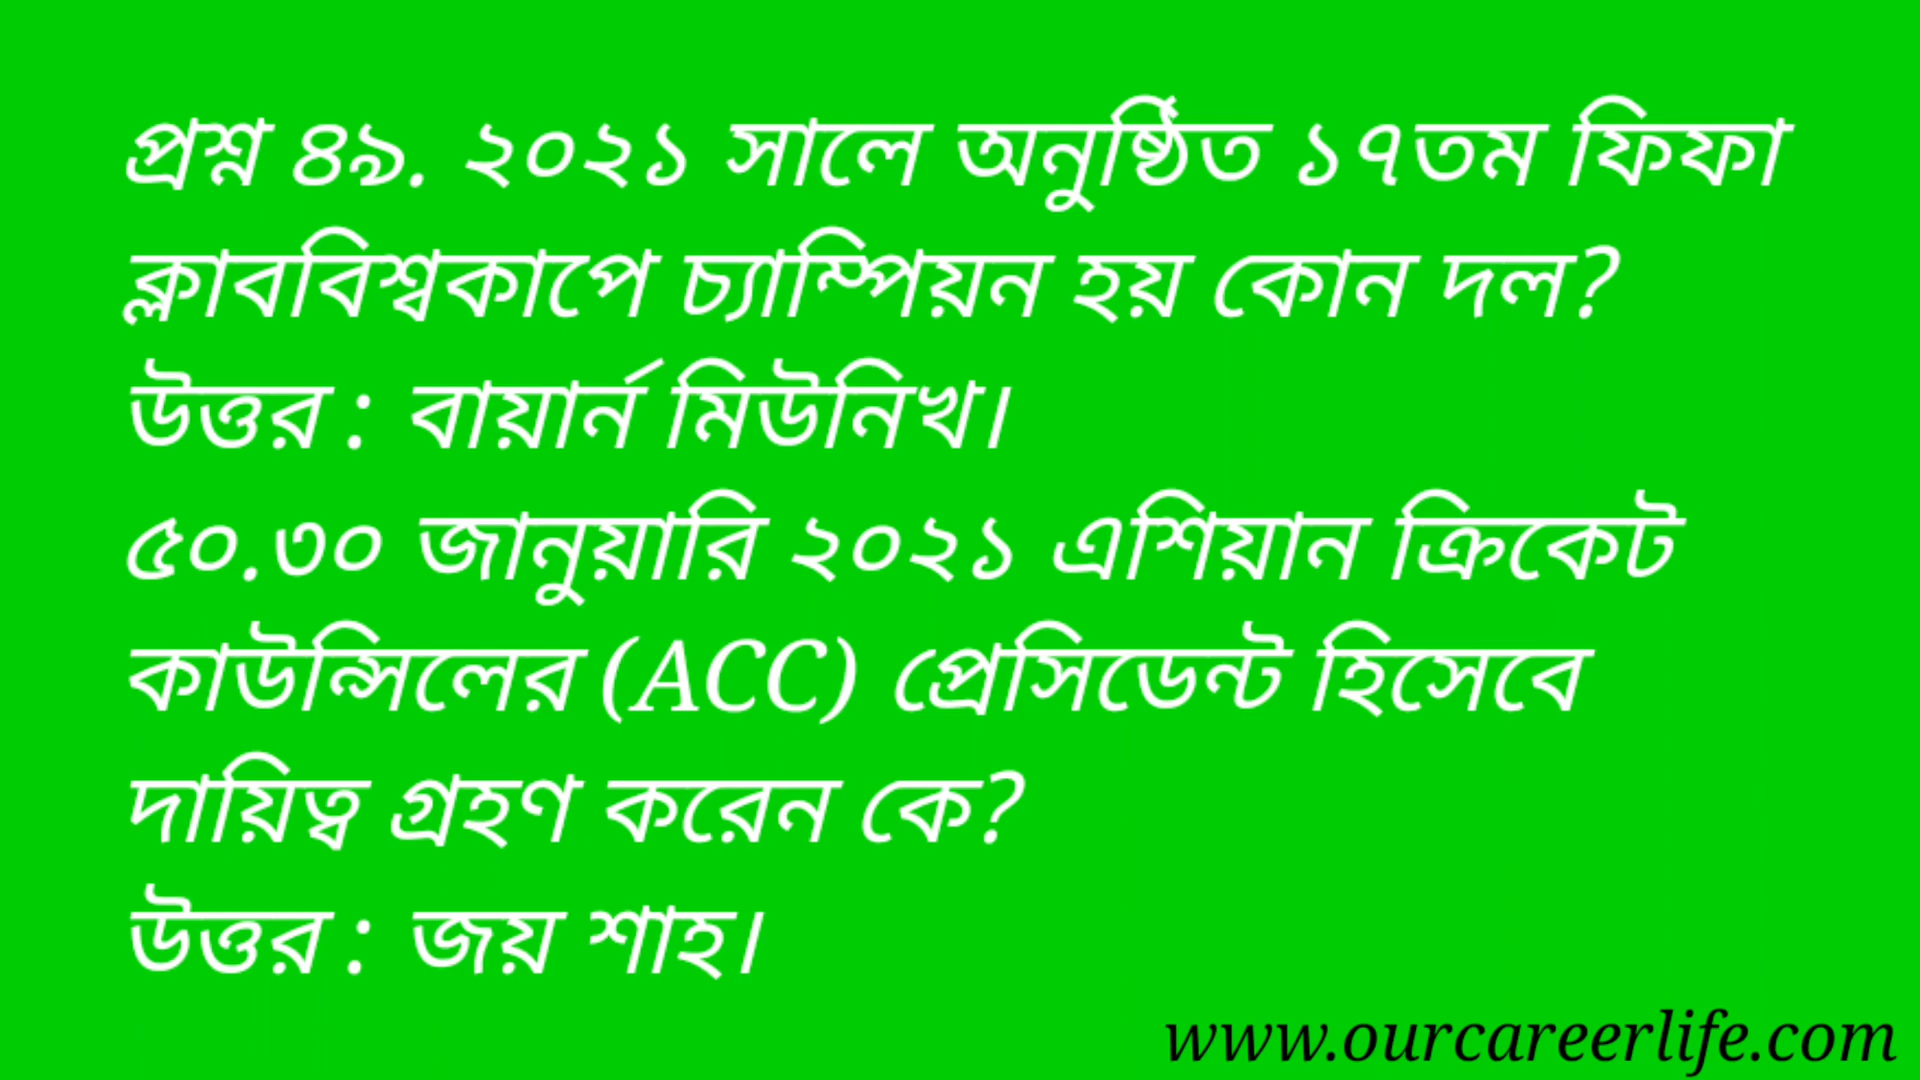 প্রশ্ন ৪৯. ২০২১ সালে অনুষ্ঠিত ১৭তম ফিফা
ক্লাববিশ্বকাপে চ্যাম্পিয়ন হয় কোন দল?
উত্তর : বায়ার্ন মিউনিখ।
৫০.৩০ জানুয়ারি ২০২১ এশিয়ান ক্রিকেট
কাউন্সিলের (ACC) প্রেসিডেন্ট হিসেবে
দায়িত্ব গ্রহণ করেন কে?
উত্তর : জয় শাহ।
www.ourcareerlife.com